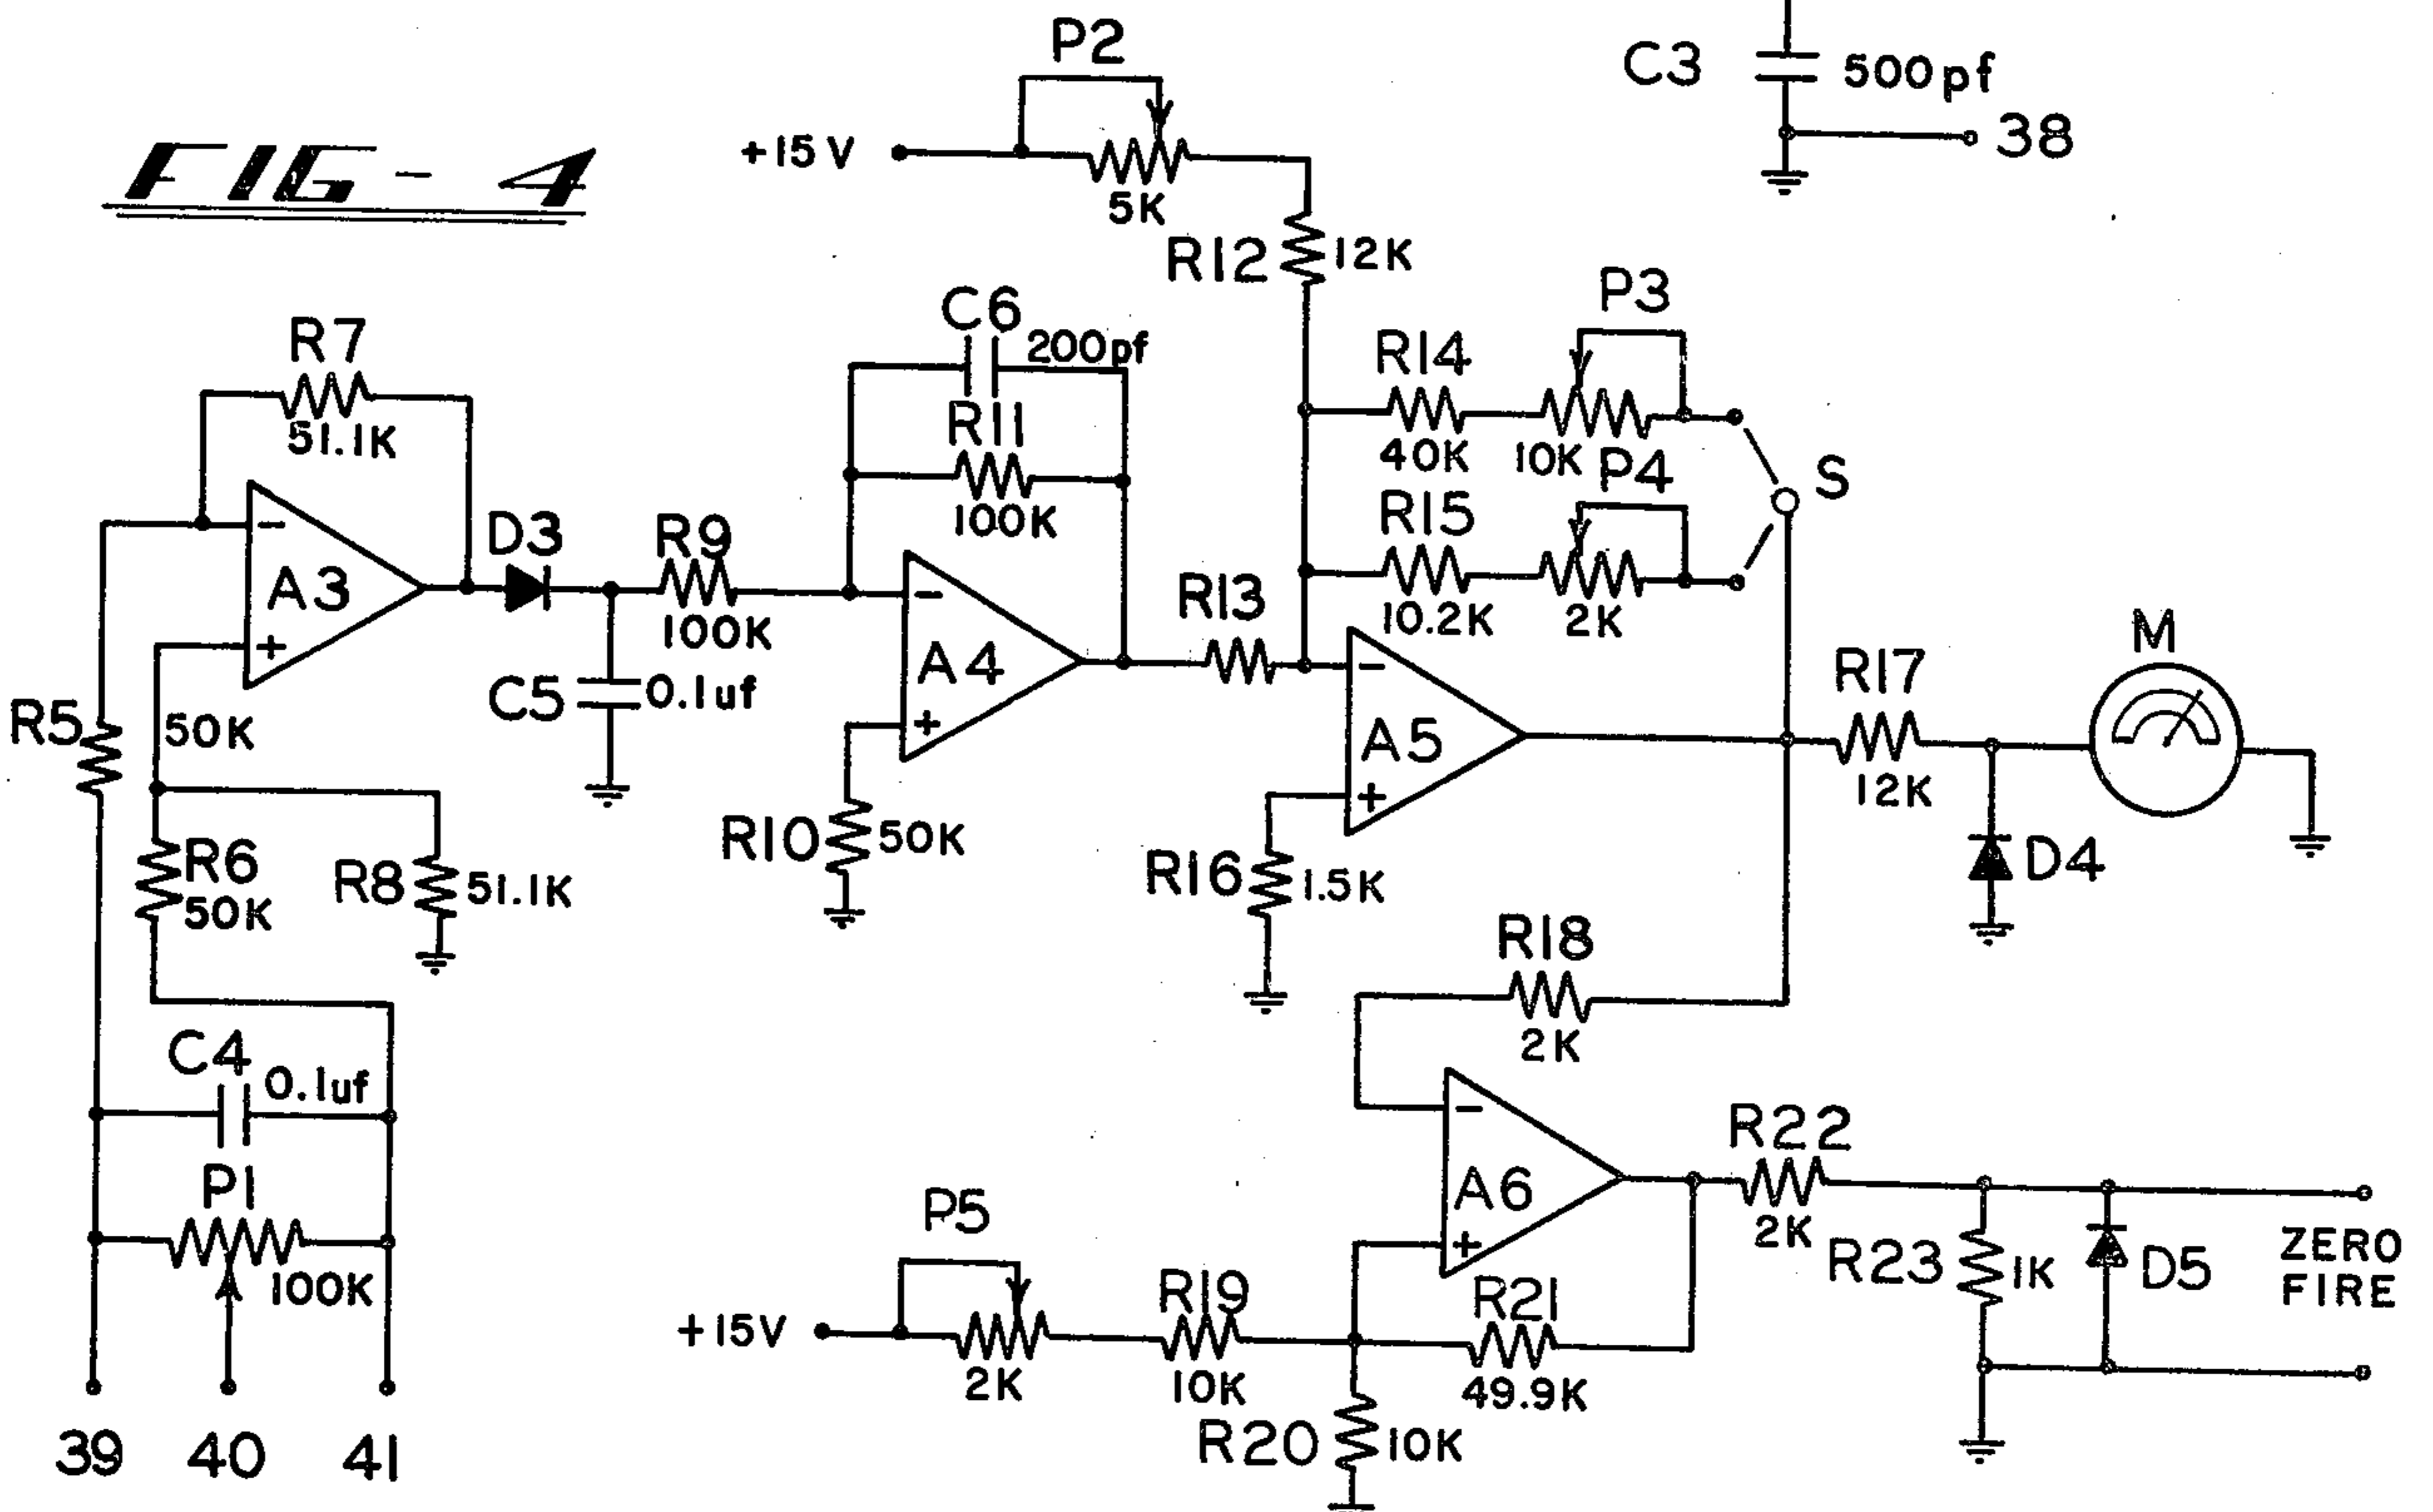 FIG - 4
P2
+15V
5K
R12
12K
C3
500pf
38
R7
51.1K
C6
200pf
R11
100K
P3
R14
40K
10K
P4
R15
10.2K
2K
S
A3
-
+
D3
R9
100K
C5
0.1uf
A4
-
+
R10
50K
R13
A5
-
+
R16
1.5K
R17
12K
M
D4
R5
50K
R6
50K
R8
51.1K
C4
0.1uf
P1
100K
39
40
41
R18
2K
A6
-
+
P5
+15V
2K
R19
10K
R21
49.9K
R20
10K
R22
2K
R23
1K
D5
ZERO
FIRE